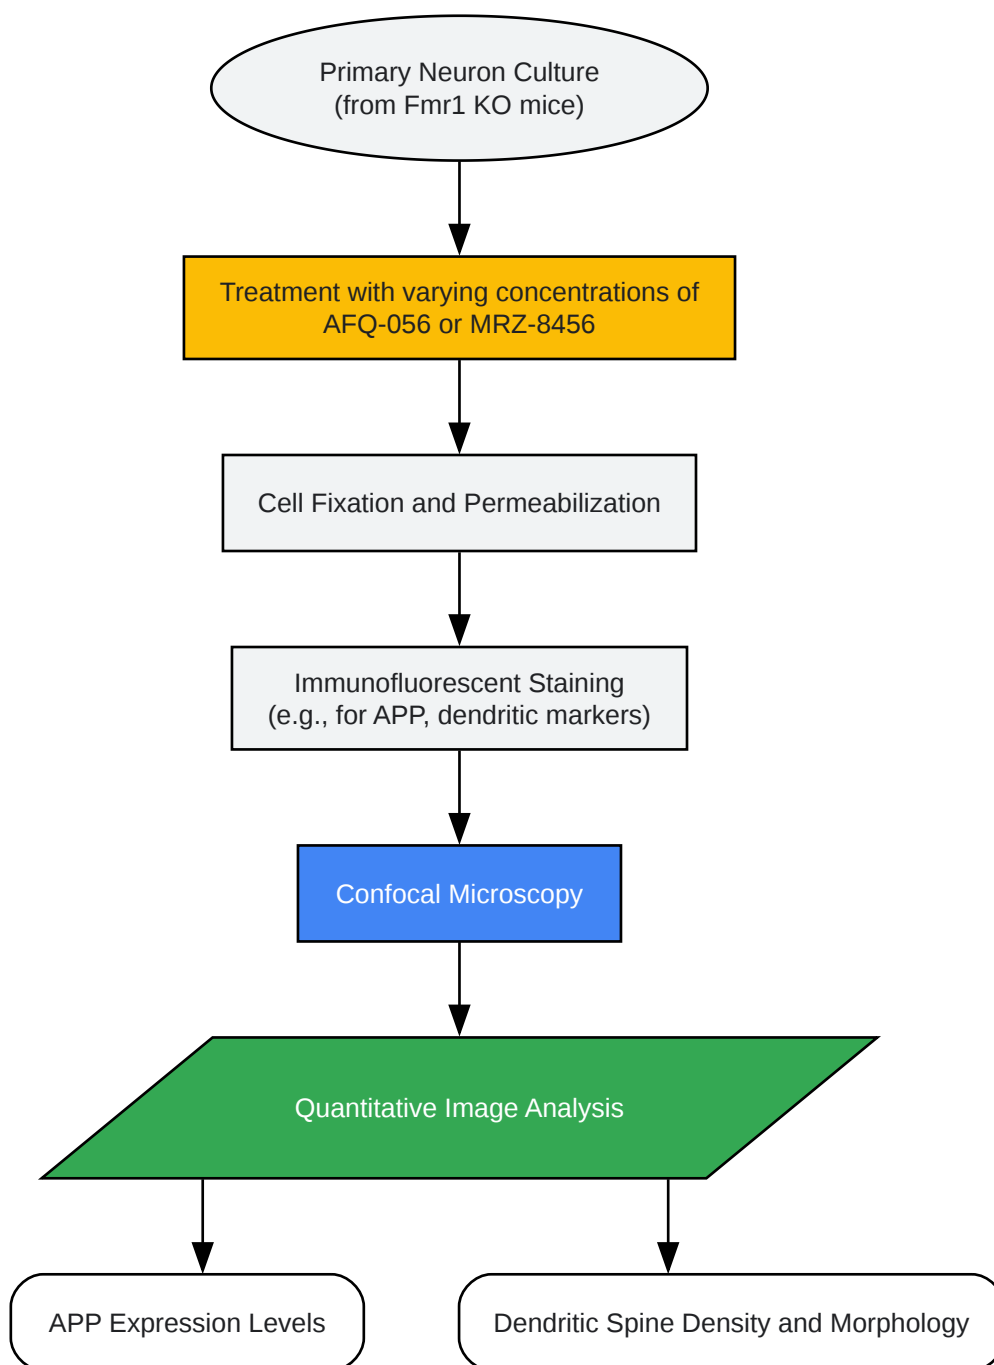 Primary Neuron Culture
(from Fmr1 KO mice)
Treatment with varying concentrations of
AFQ-056 or MRZ-8456
Cell Fixation and Permeabilization
Immunofluorescent Staining
(e.g., for APP, dendritic markers)
Confocal Microscopy
Quantitative Image Analysis
APP Expression Levels
Dendritic Spine Density and Morphology